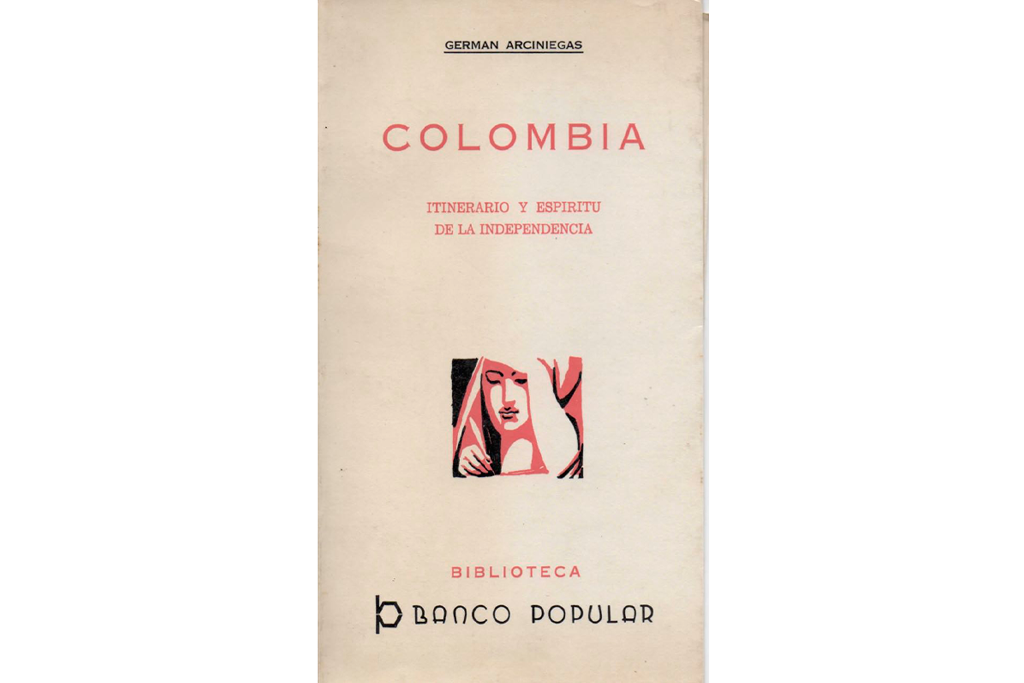 GERMAN ARCINIEGAS
COLOMBIA
ITINERARIO Y ESPIRITU
DE LA INDEPENDENCIA
BIBLIOTECA
BANCO POPULAR